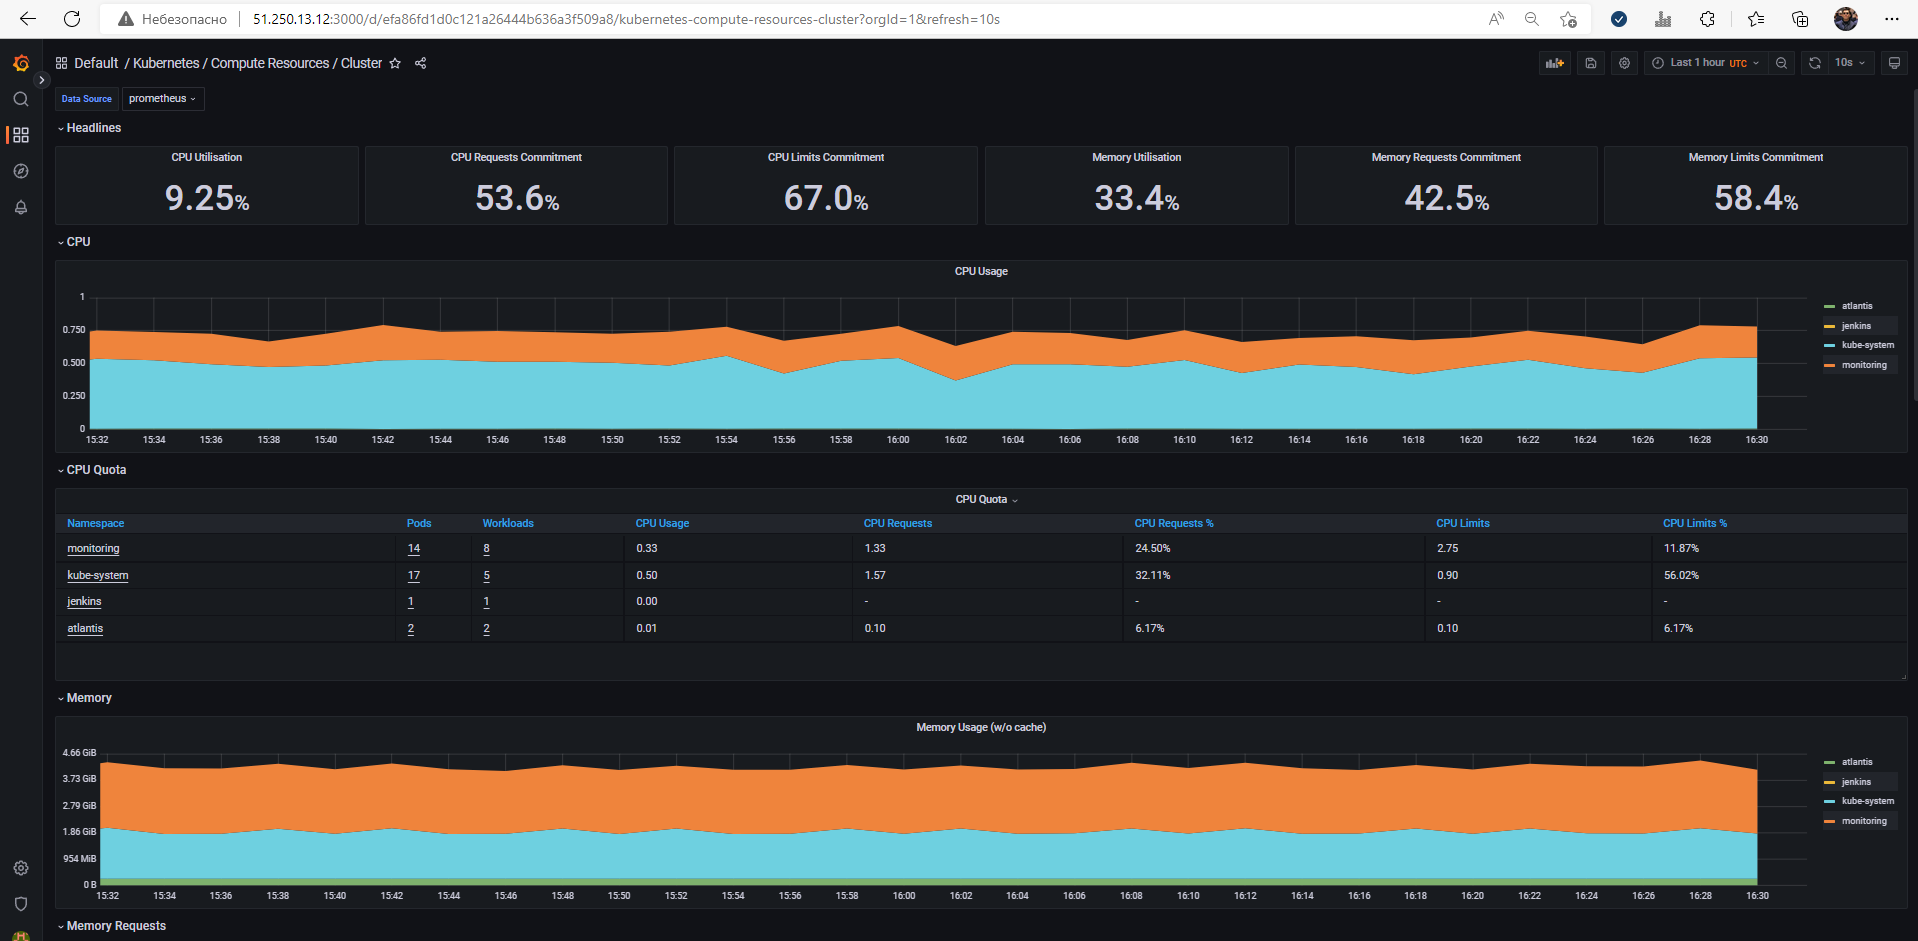 Небезопасно 51.250.13.12:3000/d/efa86fd1d0c121a26444b636a3f509a8/kubernetes-compute-resources-cluster?orgId=1&refresh=10s
Default / Kubernetes / Compute Resources / Cluster Last 1 hour UTC 10s
Data Source prometheus
Headlines
CPU Utilisation CPU Requests Commitment CPU Limits Commitment Memory Utilisation Memory Requests Commitment Memory Limits Commitment
9.25% 53.6% 67.0% 33.4% 42.5% 58.4%
CPU
CPU Usage
1
0.750
0.500
0.250
0
15:32 15:34 15:36 15:38 15:40 15:42 15:44 15:46 15:48 15:50 15:52 15:54 15:56 15:58 16:00 16:02 16:04 16:06 16:08 16:10 16:12 16:14 16:16 16:18 16:20 16:22 16:24 16:26 16:28 16:30
atlantis
jenkins
kube-system
monitoring
CPU Quota
CPU Quota
Namespace Pods Workloads CPU Usage CPU Requests CPU Requests % CPU Limits CPU Limits %
monitoring 14 8 0.33 1.33 24.50% 2.75 11.87%
kube-system 17 5 0.50 1.57 32.11% 0.90 56.02%
jenkins 1 1 0.00 - - - -
atlantis 2 2 0.01 0.10 6.17% 0.10 6.17%
Memory
Memory Usage (w/o cache)
4.66 GiB
3.73 GiB
2.79 GiB
1.86 GiB
954 MiB
0 B
15:32 15:34 15:36 15:38 15:40 15:42 15:44 15:46 15:48 15:50 15:52 15:54 15:56 15:58 16:00 16:02 16:04 16:06 16:08 16:10 16:12 16:14 16:16 16:18 16:20 16:22 16:24 16:26 16:28 16:30
atlantis
jenkins
kube-system
monitoring
Memory Requests